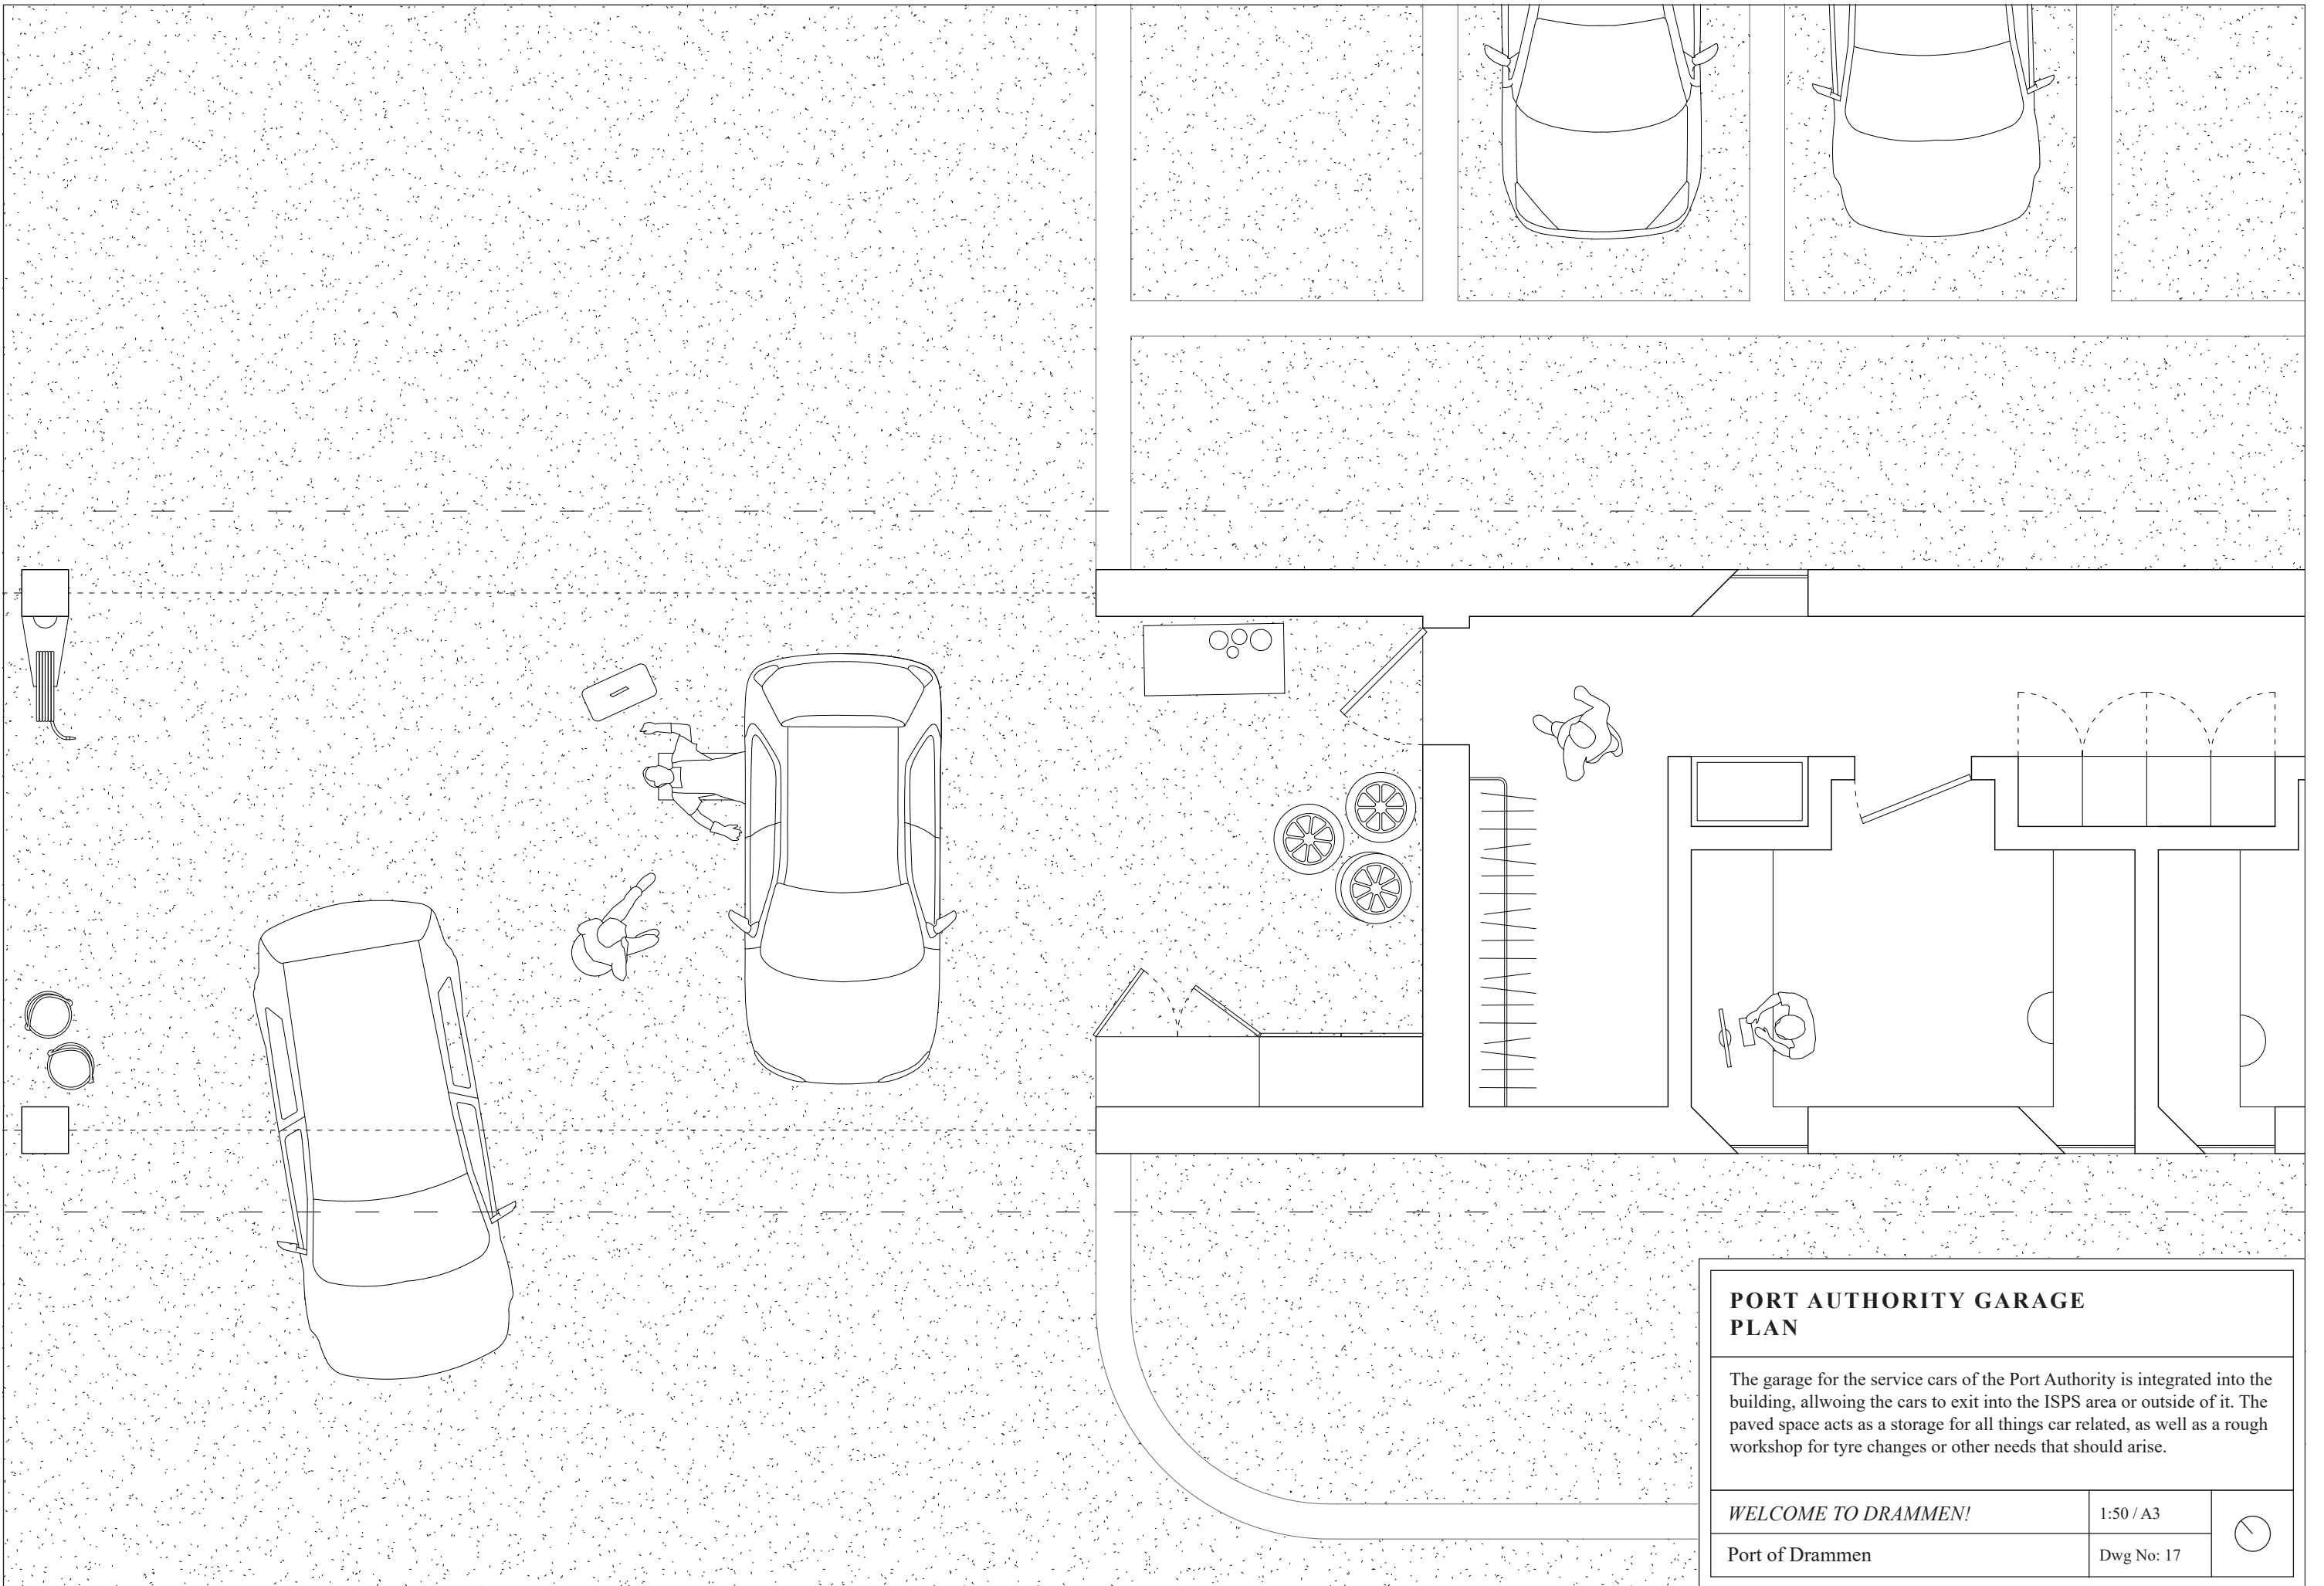 PORT AUTHORITY GARAGE
PLAN
The garage for the service cars of the Port Authority is integrated into the
building, allwoing the cars to exit into the ISPS area or outside of it. The
paved space acts as a storage for all things car related, as well as a rough
workshop for tyre changes or other needs that should arise.
WELCOME TO DRAMMEN!
1:50 / A3
Port of Drammen
Dwg No: 17